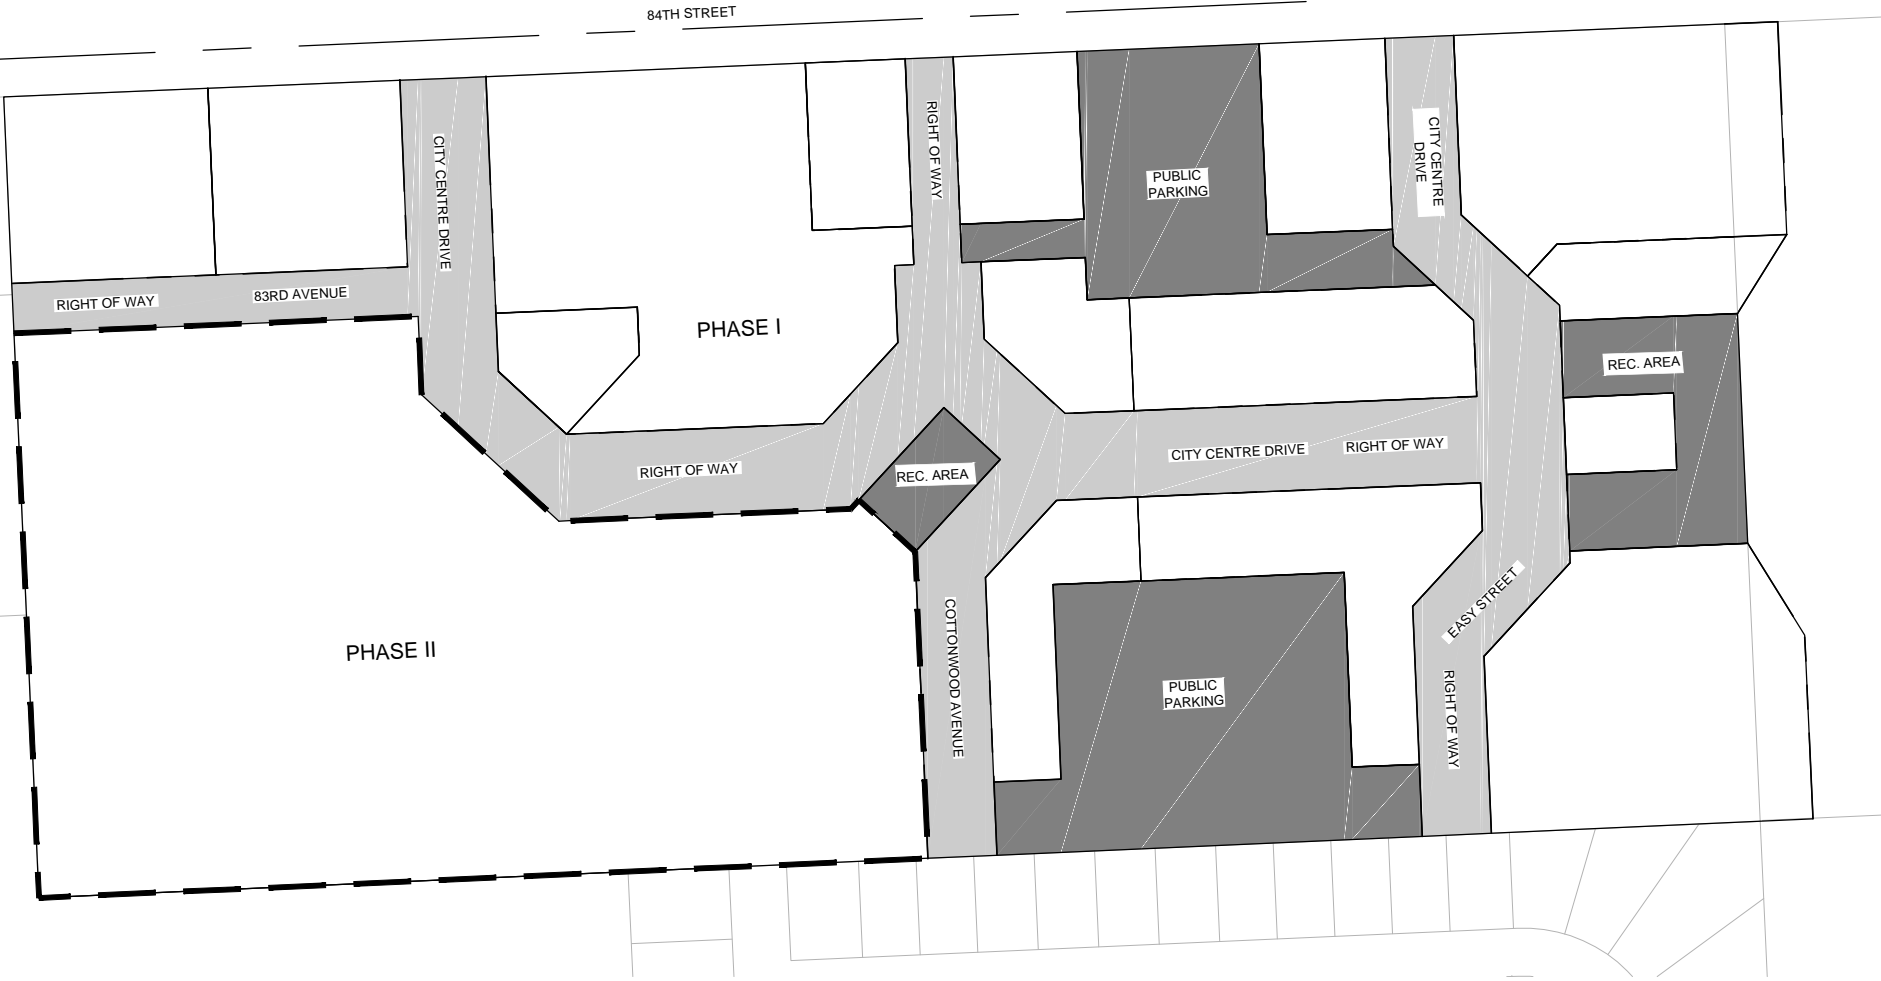 84TH STREET
RIGHT OF WAY
CITY CENTRE DRIVE
PUBLIC
PARKING
CITY CENTRE
DRIVE
RIGHT OF WAY
83RD AVENUE
PHASE I
REC. AREA
RIGHT OF WAY
REC. AREA
CITY CENTRE DRIVE
RIGHT OF WAY
EASY STREET
PHASE II
COTTONWOOD AVENUE
PUBLIC
PARKING
RIGHT OF WAY